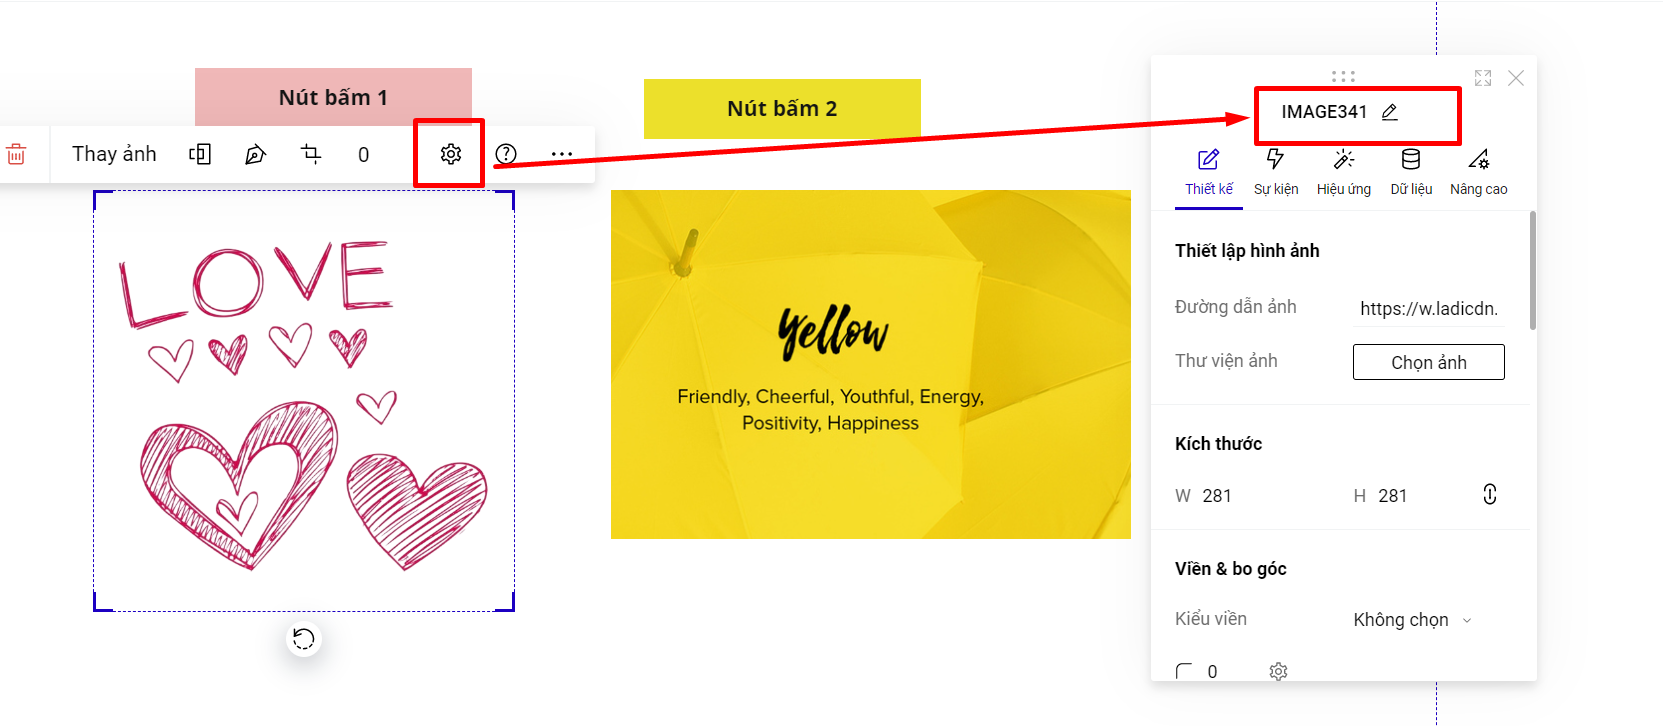 Nút bấm 1
Nút bấm 2
Thay ảnh
0
LOVE
Yellow
Friendly, Cheerful, Youthful, Energy,
Positivity, Happiness
IMAGE341
Thiết kế
Sự kiện
Hiệu ứng
Dữ liệu
Nâng cao
Thiết lập hình ảnh
Đường dẫn ảnh
https://w.ladicdn.
Thư viện ảnh
Chọn ảnh
Kích thước
W 281
H 281
Viền & bo góc
Kiểu viền
Không chọn
0